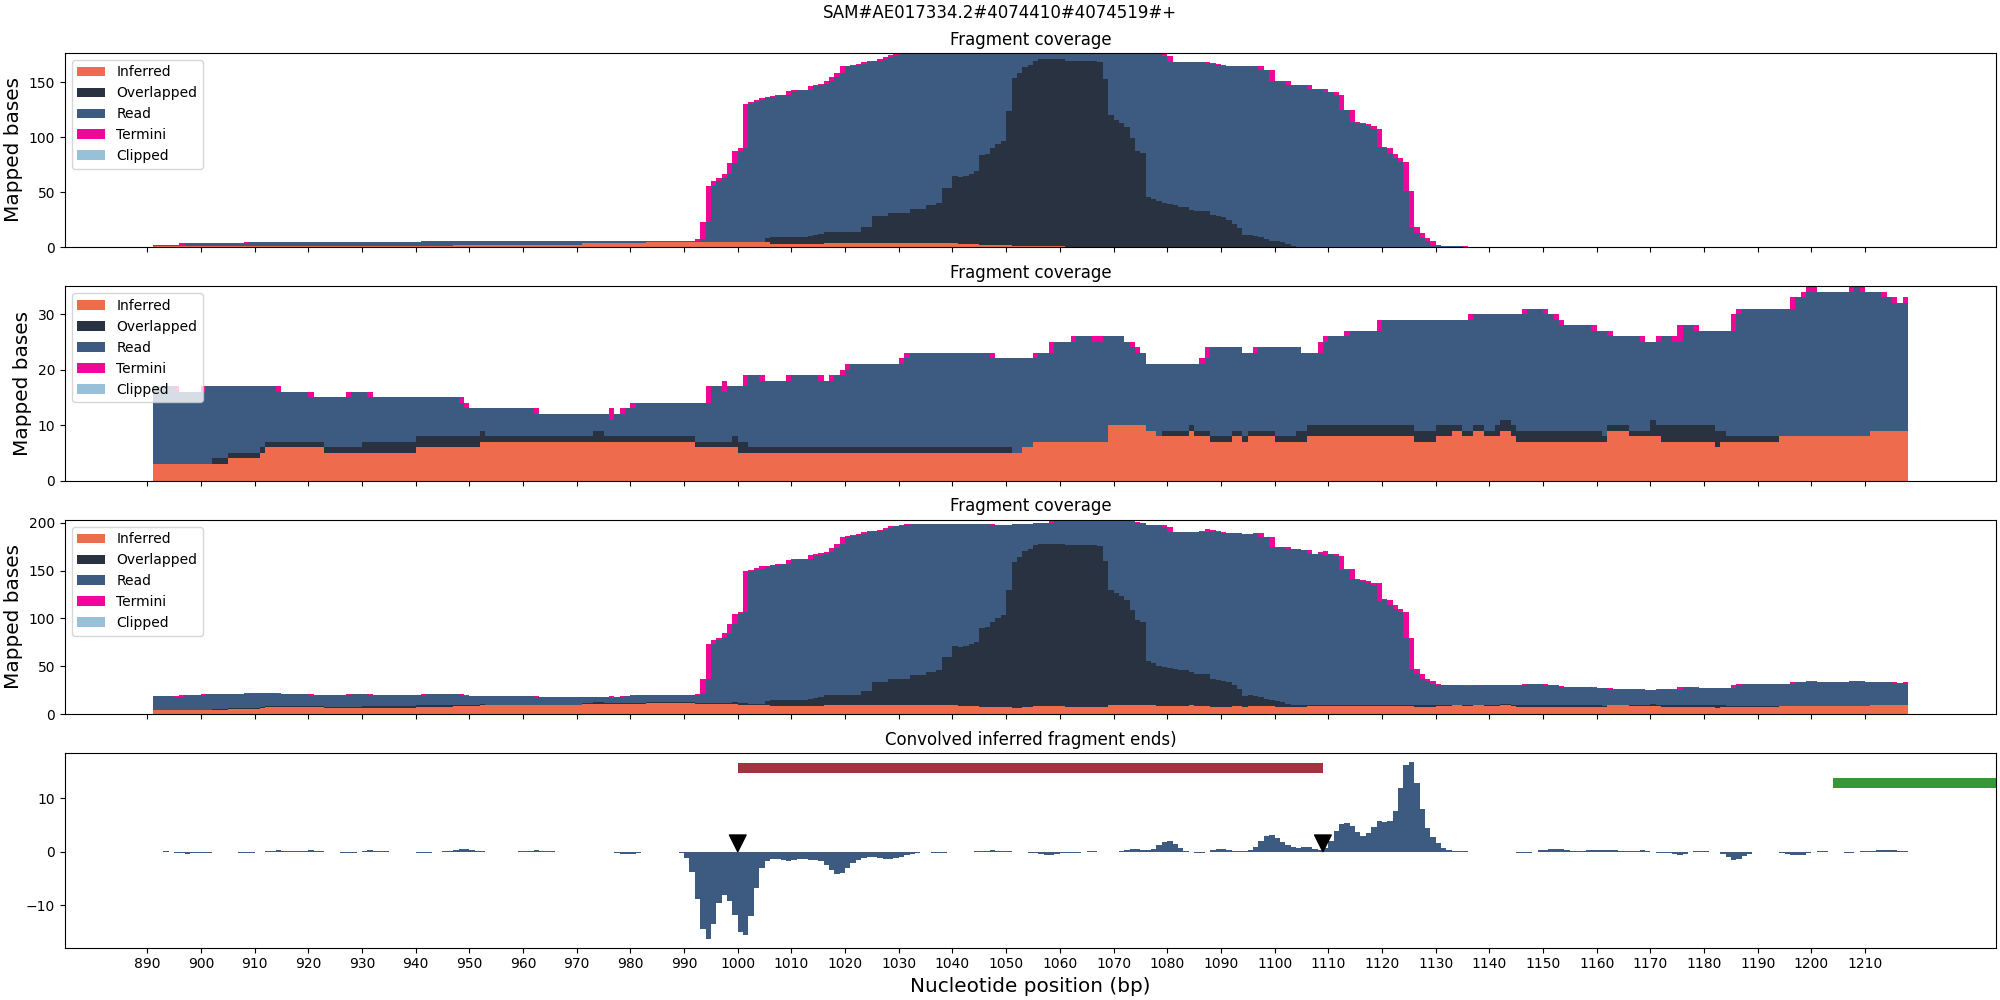 SAM#AE017334.2#4074410#4074519#+
Fragment coverage
Mapped bases
150
100
50
0
Inferred
Overlapped
Read
Termini
Clipped
Fragment coverage
Mapped bases
30
20
10
0
Inferred
Overlapped
Read
Termini
Clipped
Fragment coverage
Mapped bases
200
150
100
50
0
Inferred
Overlapped
Read
Termini
Clipped
Convolved inferred fragment ends)
10
0
−10
890 900 910 920 930 940 950 960 970 980 990 1000 1010 1020 1030 1040 1050 1060 1070 1080 1090 1100 1110 1120 1130 1140 1150 1160 1170 1180 1190 1200 1210
Nucleotide position (bp)